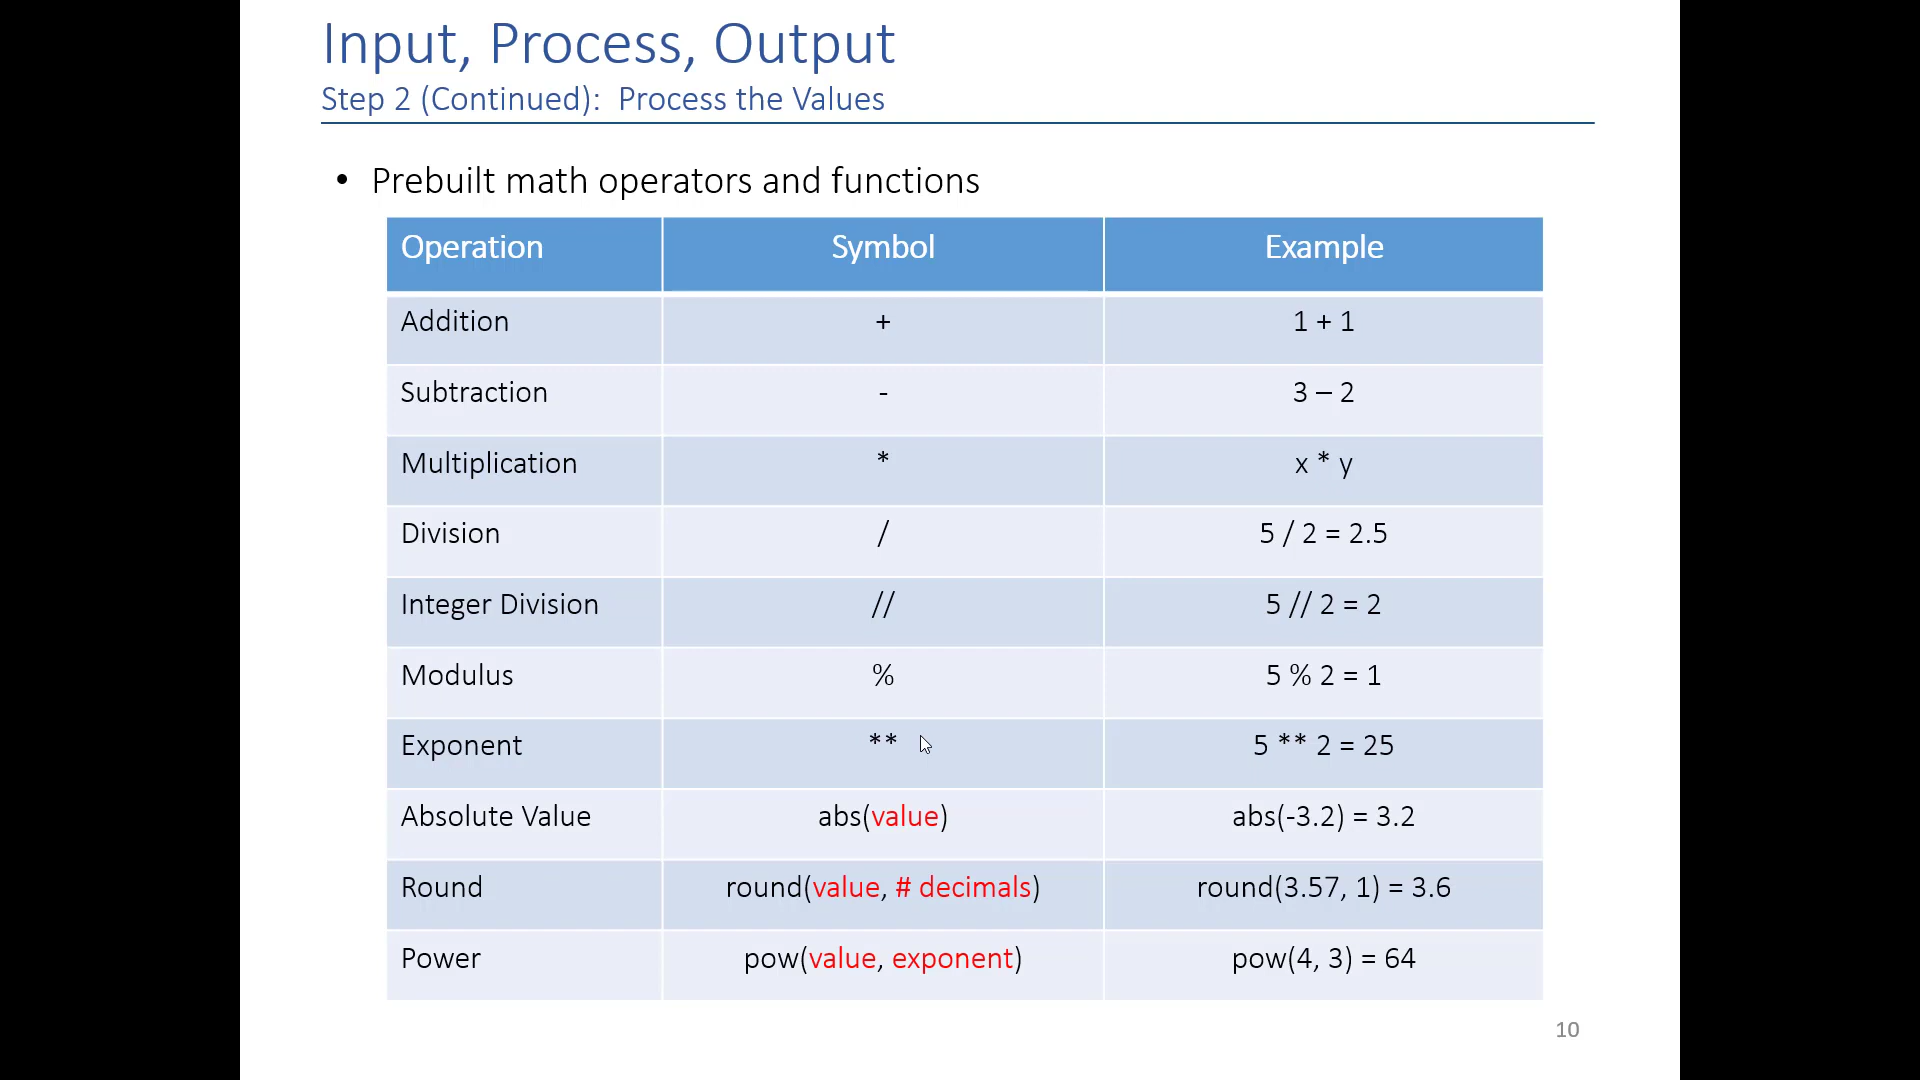 Input, Process, Output
Step 2 (Continued):  Process the Values
• Prebuilt math operators and functions
Operation Symbol Example
Addition + 1 + 1
Subtraction - 3 – 2
Multiplication * x * y
Division / 5 / 2 = 2.5
Integer Division // 5 // 2 = 2
Modulus % 5 % 2 = 1
Exponent ** 5 ** 2 = 25
Absolute Value abs(value) abs(-3.2) = 3.2
Round round(value, # decimals) round(3.57, 1) = 3.6
Power pow(value, exponent) pow(4, 3) = 64
10